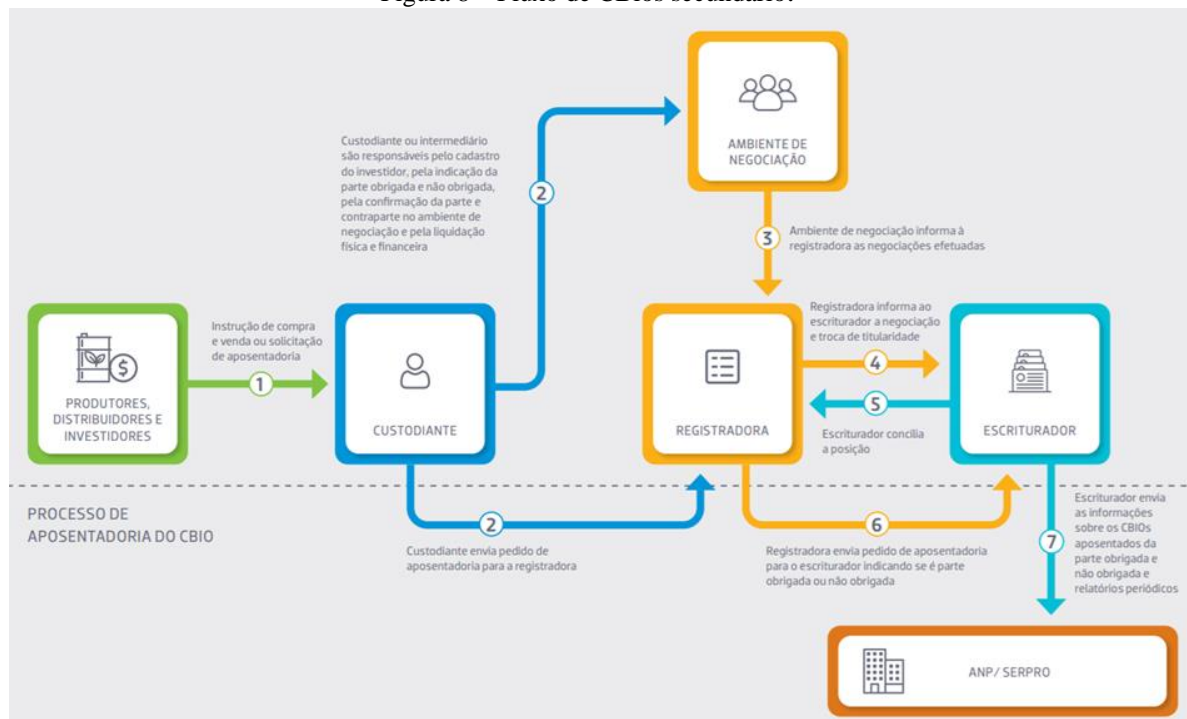 Figura 8 – Fluxo de CBios secundário.
AMBIENTE DE
NEGOCIAÇÃO
Custodiante ou intermediário
são responsáveis pelo cadastro
do investidor, pela indicação da
parte obrigada e não obrigada,
pela confirmação da parte e
contraparte no ambiente de
negociação e pela liquidação
física e financeira
2
3
Ambiente de negociação informa à
registradora as negociações efetuadas
PRODUTORES,
DISTRIBUIDORES E
INVESTIDORES
Instrução de compra
e venda ou solicitação
de aposentadoria
1
CUSTODIANTE
REGISTRADORA
Registradora informa ao
escriturador a negociação
e troca de titularidade
4
5
Escriturador concilia
a posição
ESCRITURADOR
PROCESSO DE
APOSENTADORIA DO CBIO
2
Custodiante envia pedido de
aposentadoria para a registradora
6
Registradora envia pedido de aposentadoria
para o escriturador indicando se é parte
obrigada ou não obrigada
7
Escriturador envia
as informações
sobre os CBIOs
aposentados da
parte obrigada e
não obrigada e
relatórios periódicos
ANP/ SERPRO